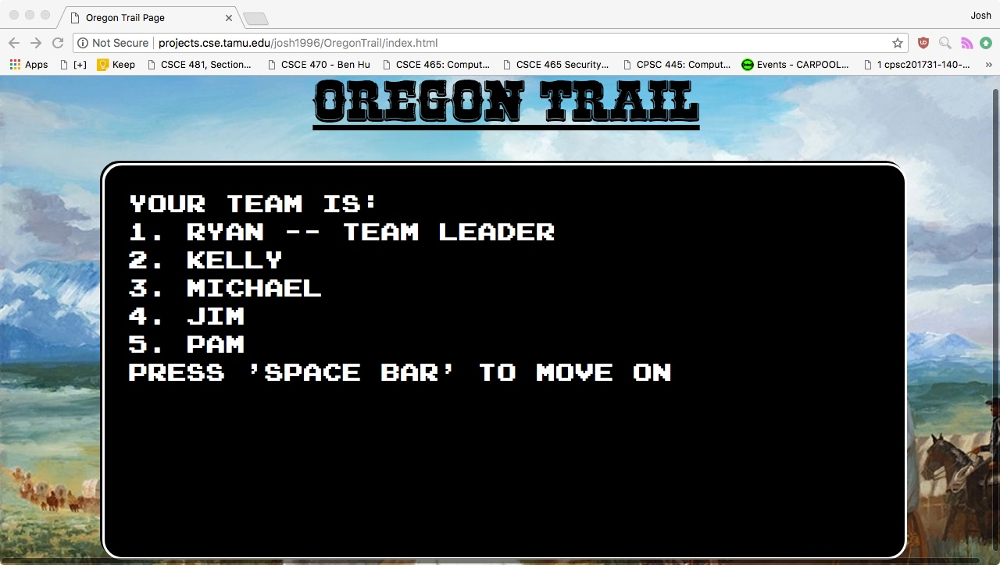 Oregon Trail Page
Josh
Not Secure projects.cse.tamu.edu/josh1996/OregonTrail/index.html
UD
Apps [+] Keep CSCE 481, Section... CSCE 470 - Ben Hu CSCE 465: Comput... CSCE 465 Security... CPSC 445: Comput... Events - CARPOOL... 1 cpsc201731-140-... »
OREGON TRAIL
YOUR TEAM IS:
1. RYAN -- TEAM LEADER
2. KELLY
3. MICHAEL
4. JIM
5. PAM
PRESS 'SPACE BAR' TO MOVE ON